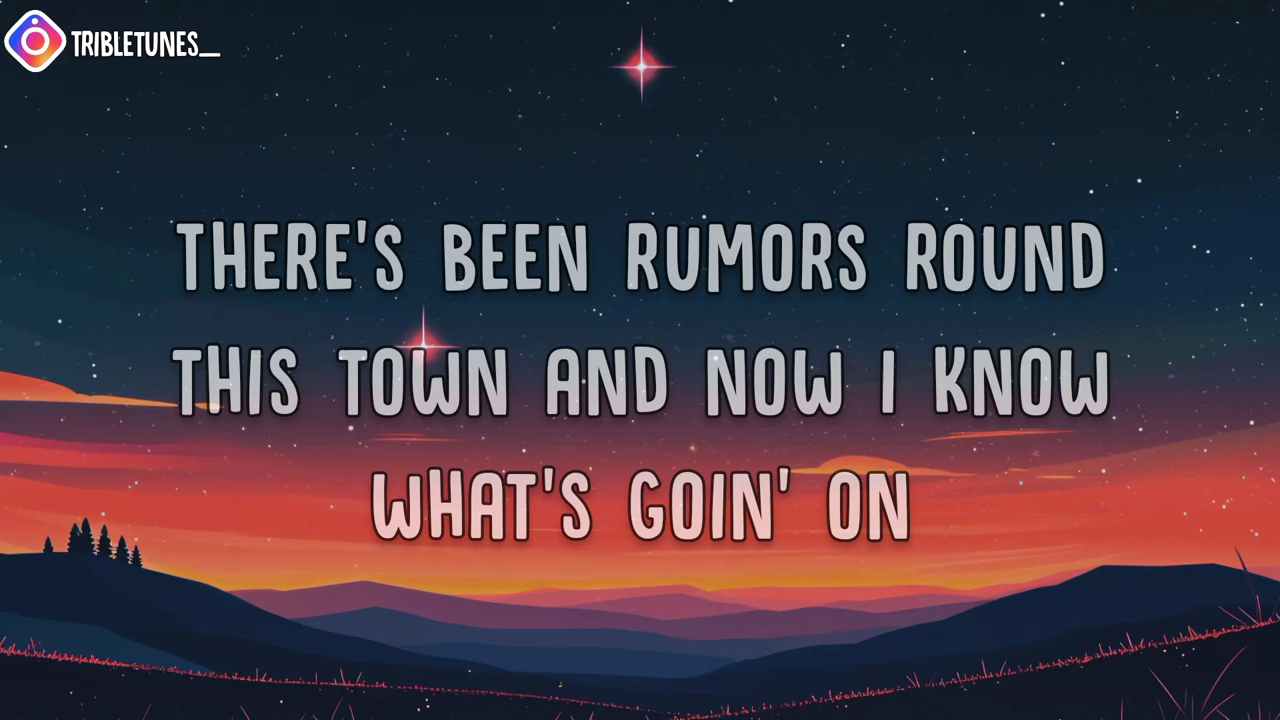 TRIBLETUNES_
THERE'S BEEN RUMORS ROUND
THIS TOWN AND NOW I KNOW
WHAT'S GOIN' ON